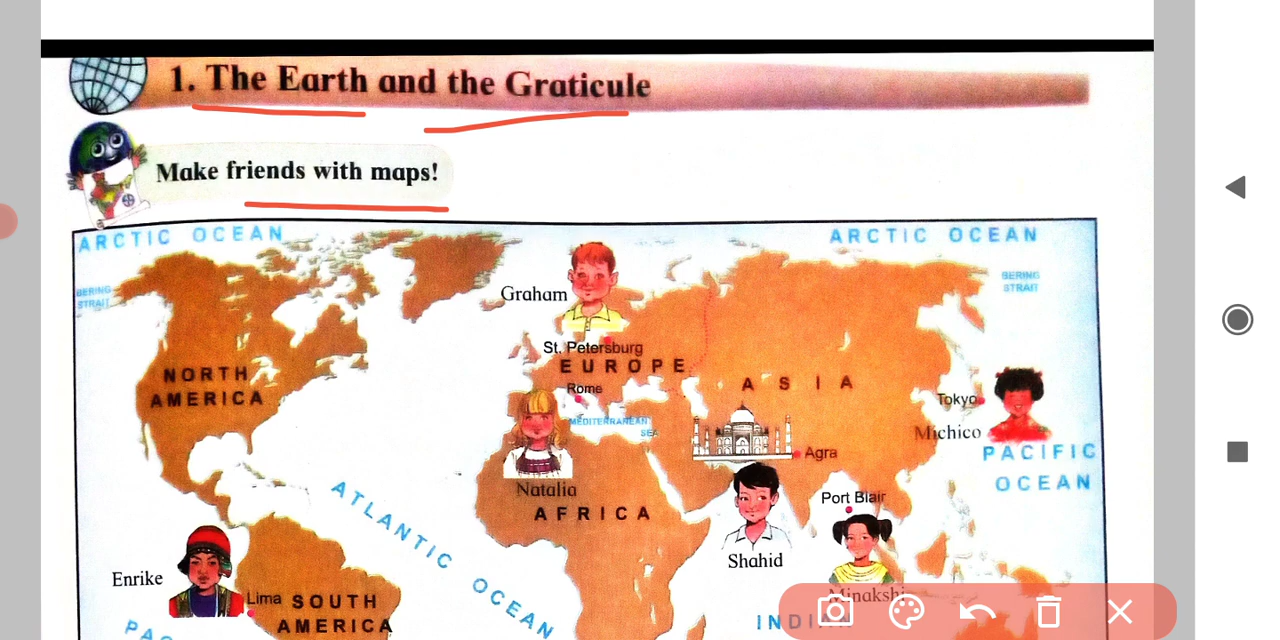 1. The Earth and the Graticule
Make friends with maps!
ARCTIC OCEAN
ARCTIC OCEAN
BERING STRAIT
BERING STRAIT
Graham
St. Petersburg
EUROPE
NORTH AMERICA
ASIA
Rome
MEDITERRANEAN SEA
Tokyo
Michico
PACIFIC OCEAN
Agra
Natalia
Port Blair
AFRICA
ATLANTIC OCEAN
Shahid
Enrike
Minakshi
Lima
SOUTH AMERICA
PAC
INDIAN